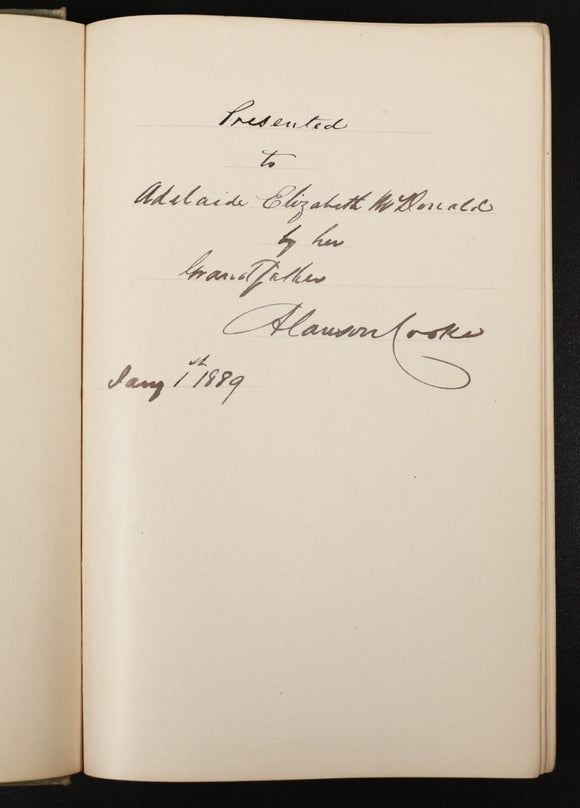 Presented
to
Adelaide Elizabeth McDonald
by her
Grandfather
Alanson Cooke
Jany 1st 1889